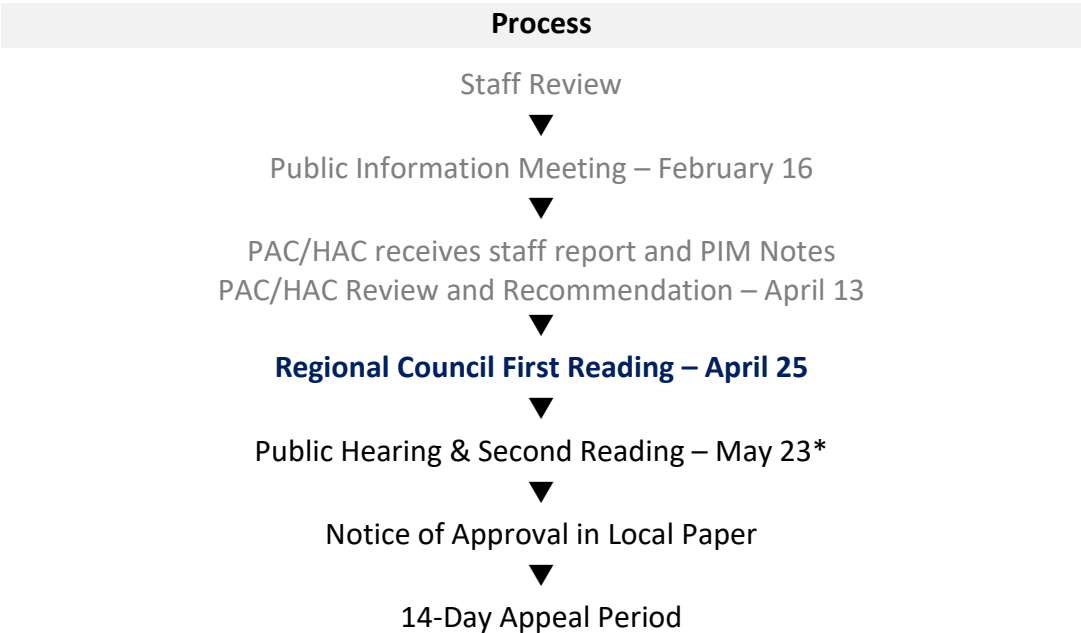 Process
Staff Review
Public Information Meeting – February 16
PAC/HAC receives staff report and PIM Notes
PAC/HAC Review and Recommendation – April 13
Regional Council First Reading – April 25
Public Hearing & Second Reading – May 23*
Notice of Approval in Local Paper
14-Day Appeal Period